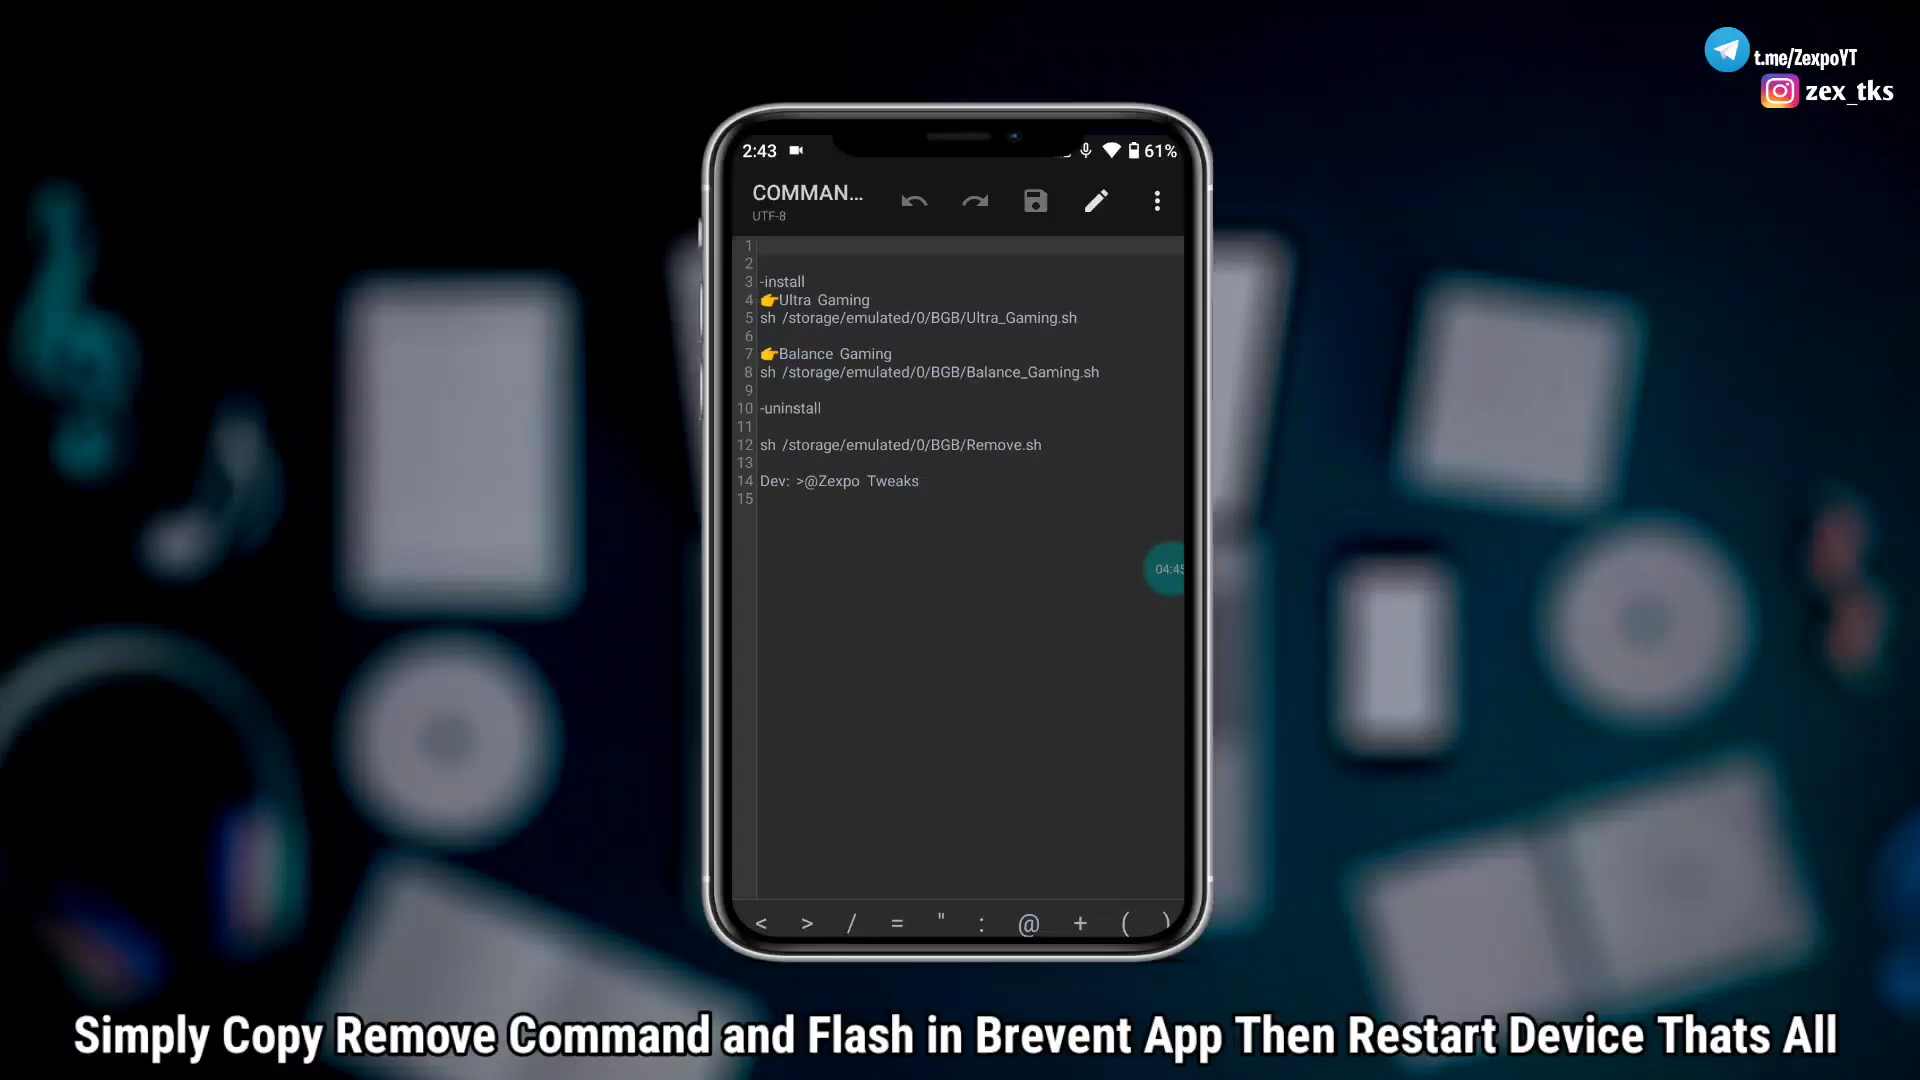 t.me/ZexpoYT
zex_tks
2:43
61%
COMMAN...
UTF-8
1
2
3 -install
4 👉Ultra Gaming
5 sh /storage/emulated/0/BGB/Ultra_Gaming.sh
6
7 👉Balance Gaming
8 sh /storage/emulated/0/BGB/Balance_Gaming.sh
9
10 -uninstall
11
12 sh /storage/emulated/0/BGB/Remove.sh
13
14 Dev: >@Zexpo Tweaks
15
04:45
< > / = " : @ + ( )
Simply Copy Remove Command and Flash in Brevent App Then Restart Device Thats All